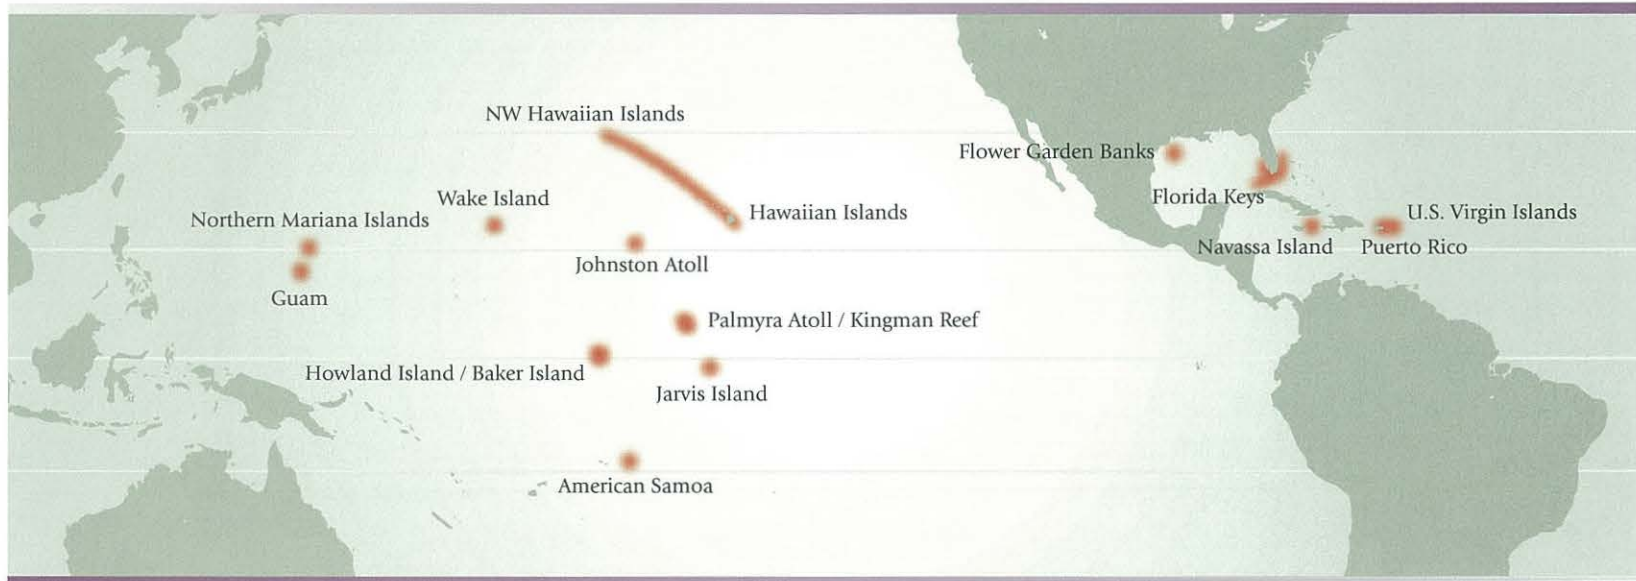 NW Hawaiian Islands
Flower Garden Banks
Wake Island
Florida Keys
Northern Mariana Islands
Hawaiian Islands
U.S. Virgin Islands
Navassa Island
Puerto Rico
Johnston Atoll
Guam
Palmyra Atoll / Kingman Reef
Howland Island / Baker Island
Jarvis Island
American Samoa